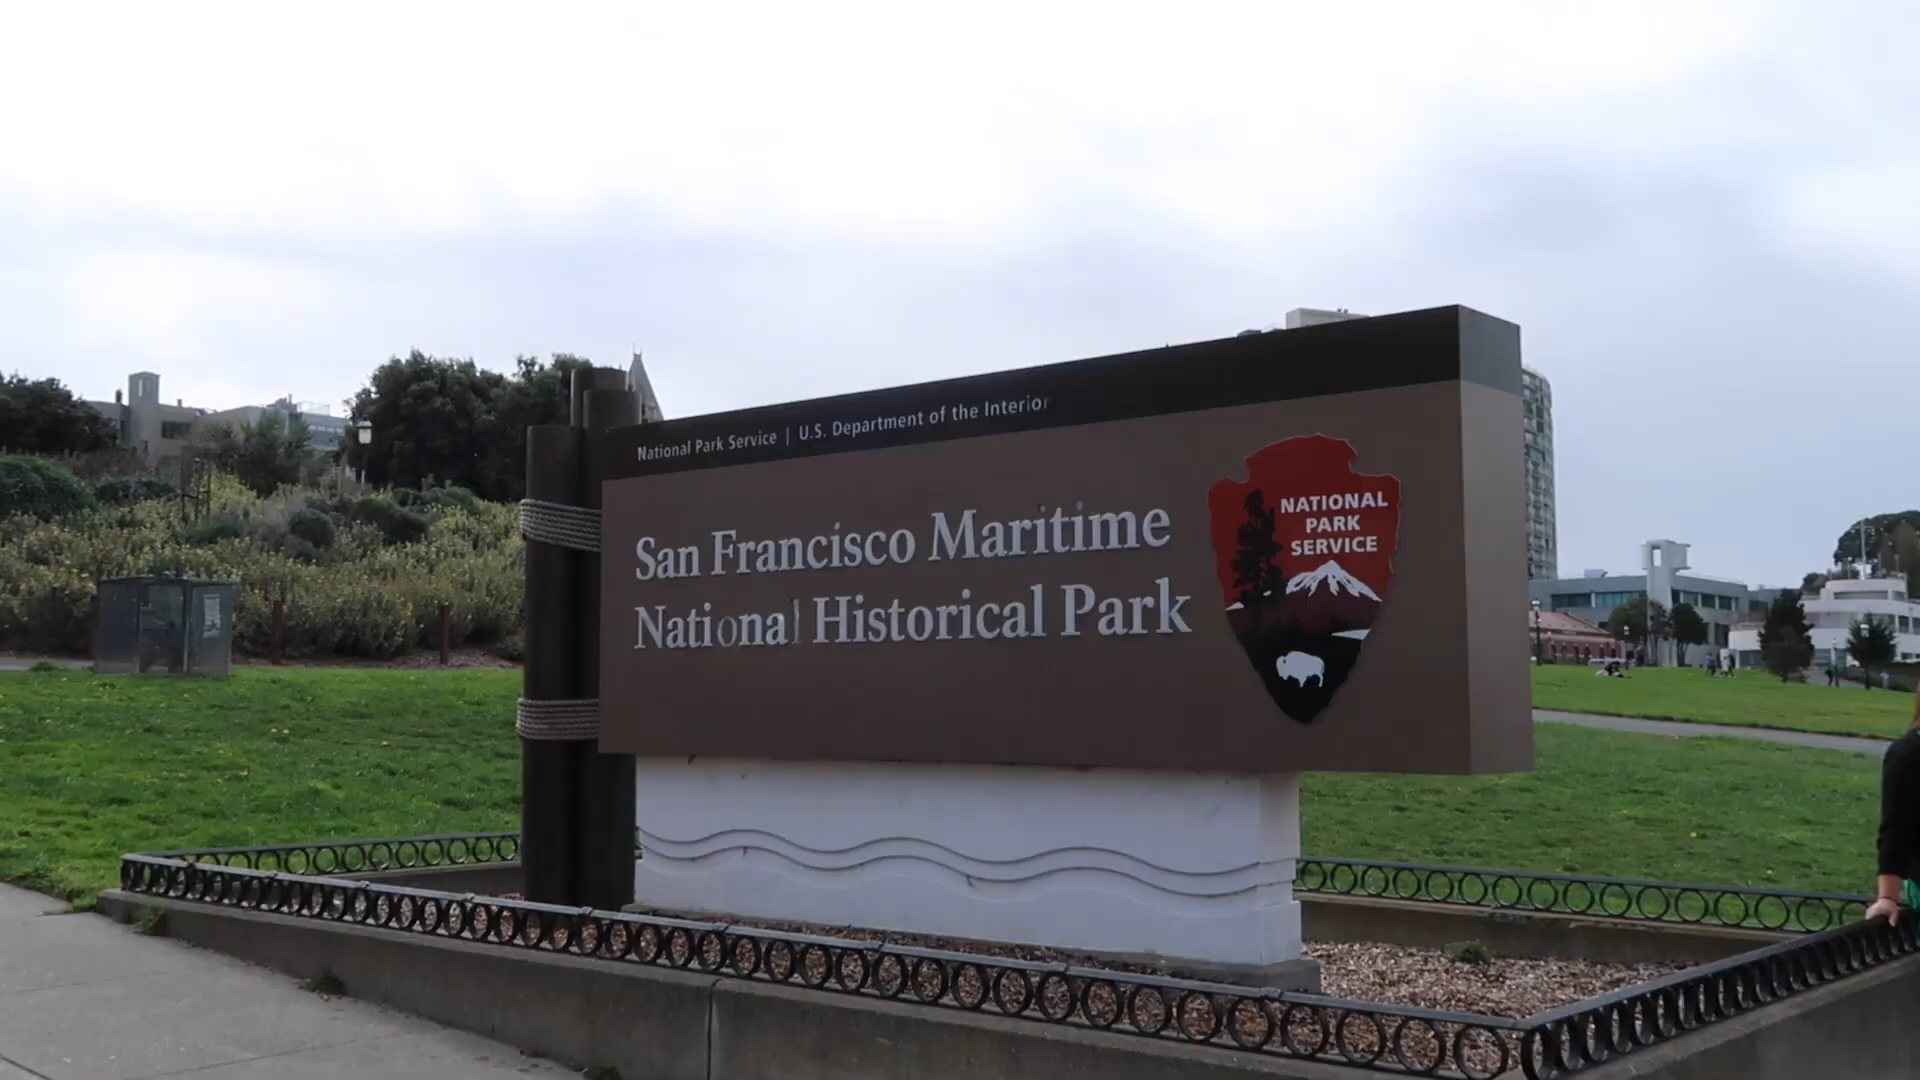 National Park Service | U.S. Department of the Interior
San Francisco Maritime
National Historical Park
NATIONAL
PARK
SERVICE